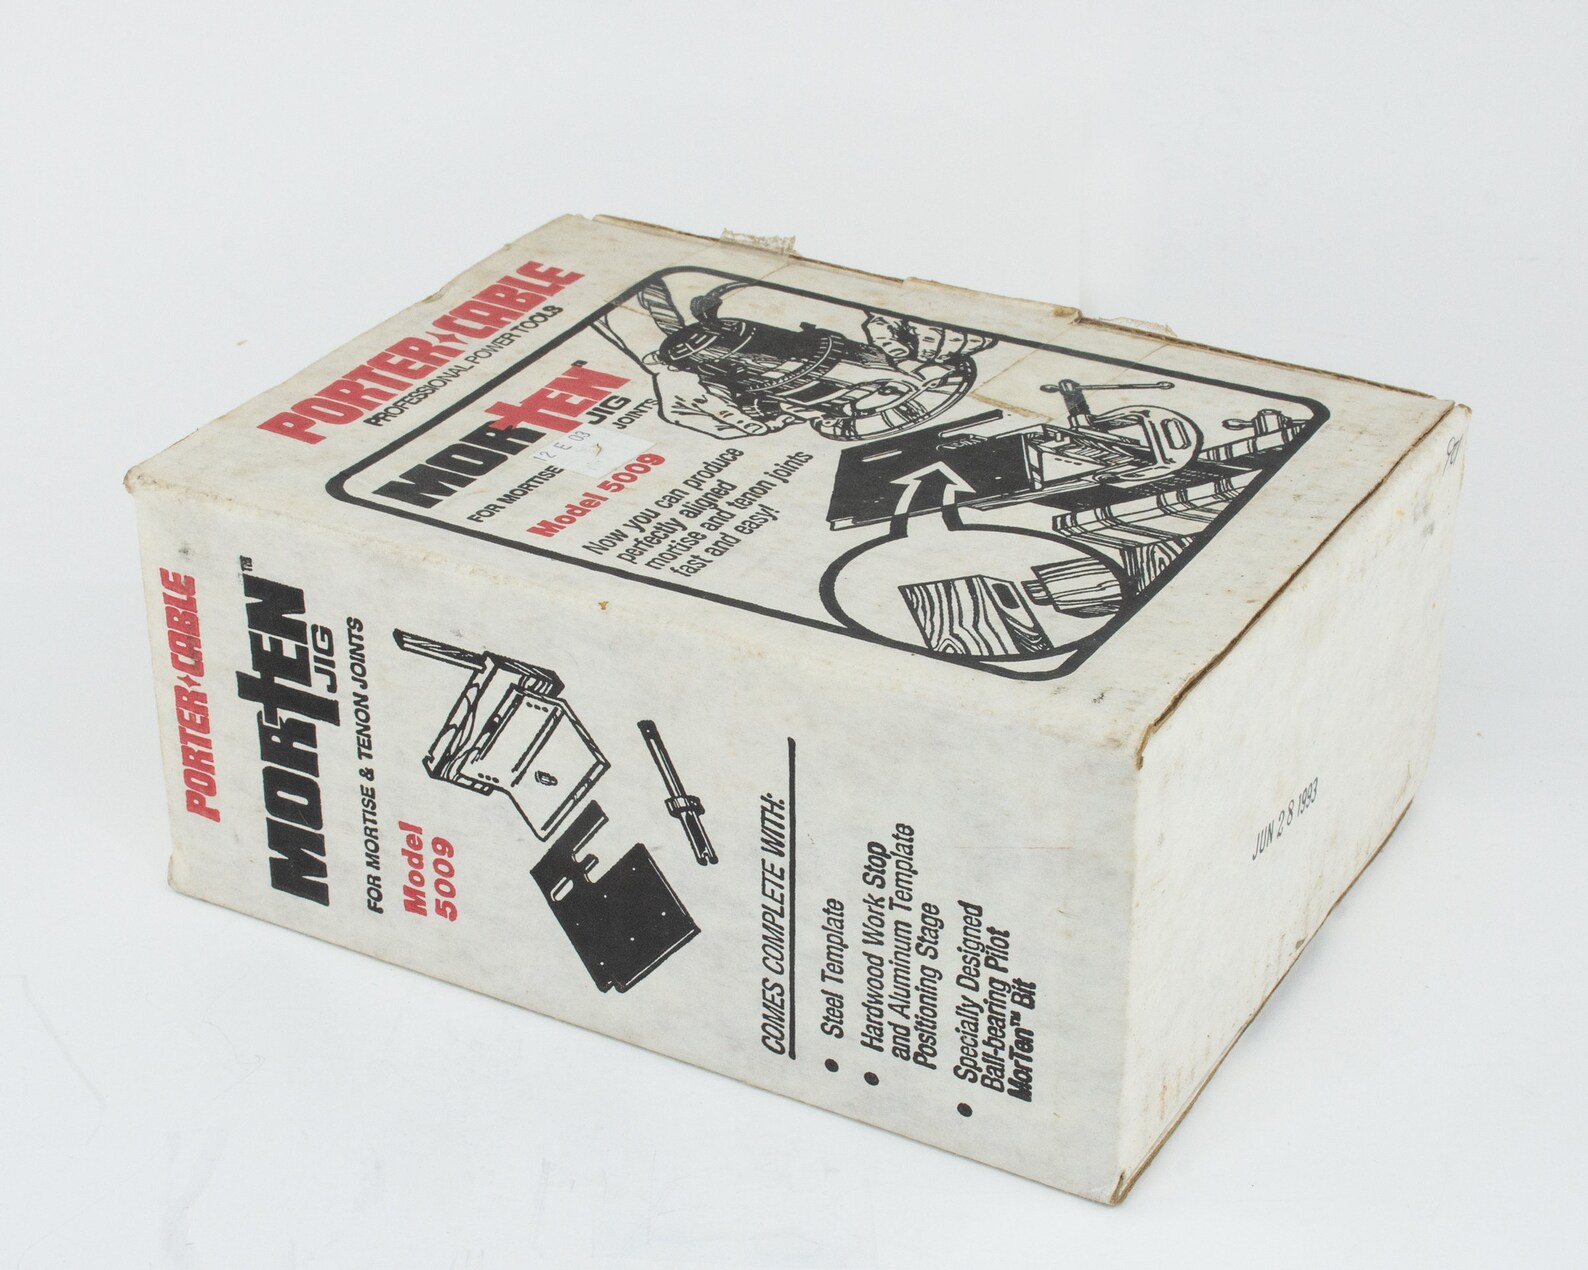 PORTER+CABLE
PROFESSIONAL POWER TOOLS
MORTEN™
JIG
FOR MORTISE
JOINTS
12 E 03
Model 5009
Now you can produce
perfectly aligned
mortise and tenon joints
fast and easy!
PORTER+CABLE
MORTEN™
JIG
FOR MORTISE & TENON JOINTS
Model
5009
COMES COMPLETE WITH:
• Steel Template
• Hardwood Work Stop
and Aluminum Template
Positioning Stage
• Specially Designed
Ball-bearing Pilot
MorTen™ Bit
JUN 28 1993